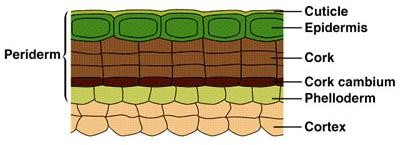 Cuticle
Epidermis
Periderm
Cork
Cork cambium
Phelloderm
Cortex